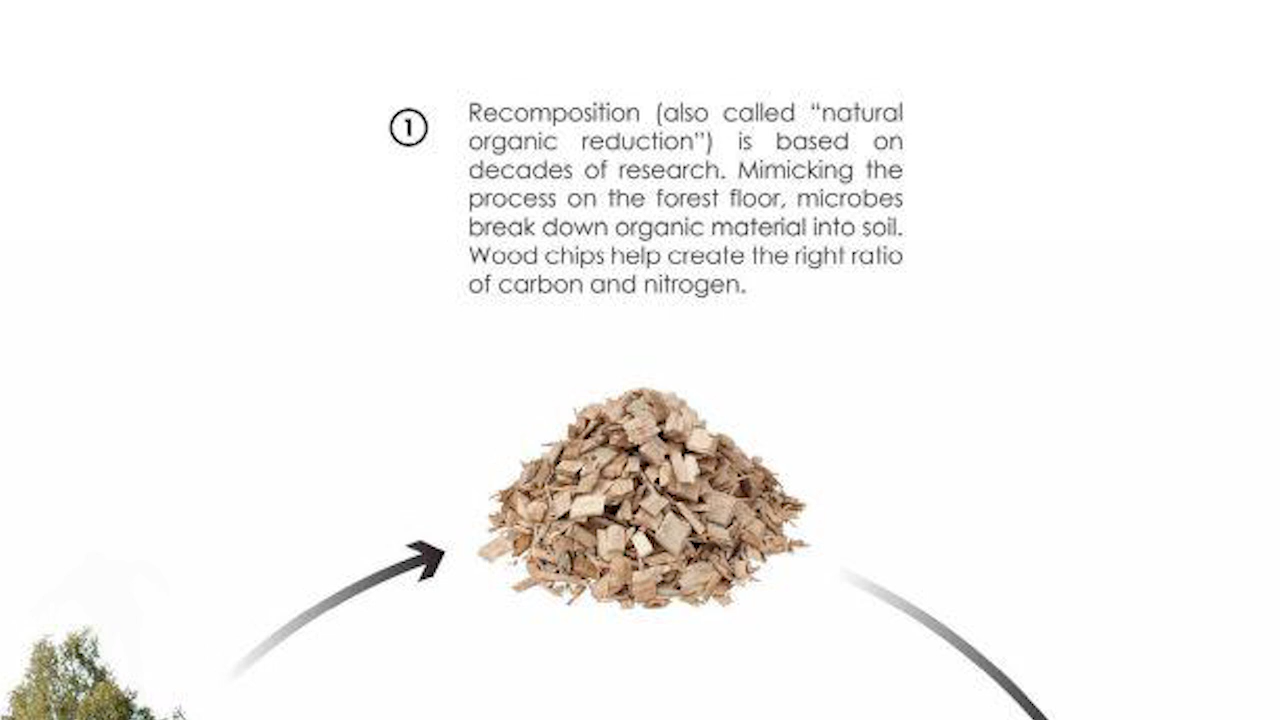 1
Recomposition (also called “natural
organic reduction”) is based on
decades of research. Mimicking the
process on the forest floor, microbes
break down organic material into soil.
Wood chips help create the right ratio
of carbon and nitrogen.